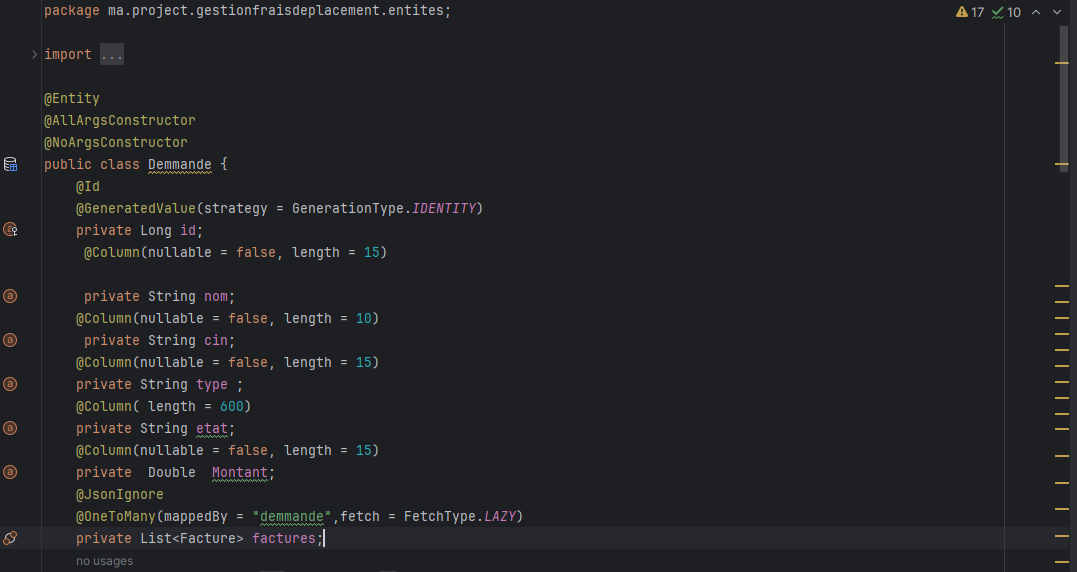 package ma.project.gestionfraisdeplacement.entites;
17 10
import ...
@Entity
@AllArgsConstructor
@NoArgsConstructor
public class Demmande {
@Id
@GeneratedValue(strategy = GenerationType.IDENTITY)
private Long id;
@Column(nullable = false, length = 15)
private String nom;
@Column(nullable = false, length = 10)
private String cin;
@Column(nullable = false, length = 15)
private String type ;
@Column( length = 600)
private String etat;
@Column(nullable = false, length = 15)
private  Double  Montant;
@JsonIgnore
@OneToMany(mappedBy = "demmande",fetch = FetchType.LAZY)
private List<Facture> factures;
no usages